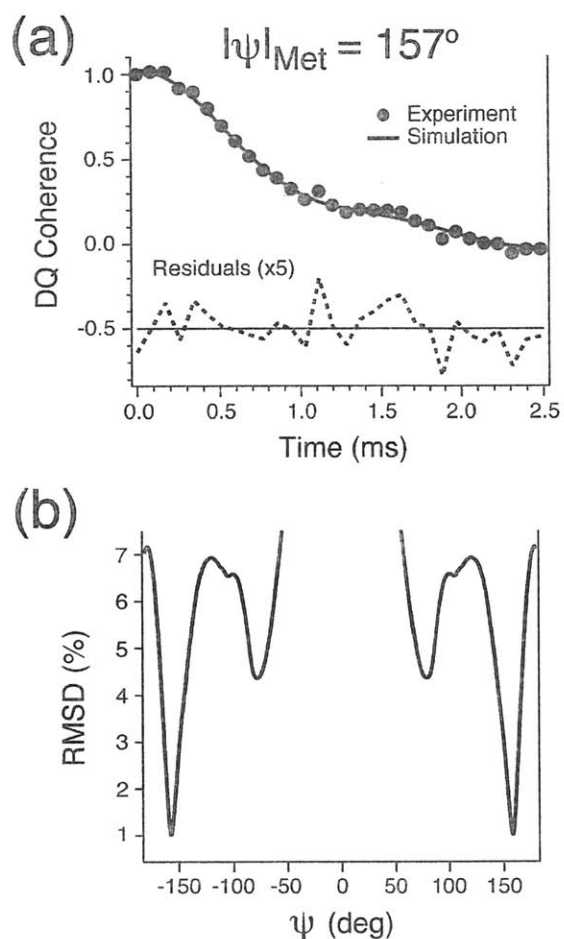 (a)
|ψ|Met = 157º
1.0
0.5
0.0
-0.5
DQ Coherence
Experiment
Simulation
Residuals (x5)
0.0 0.5 1.0 1.5 2.0 2.5
Time (ms)
(b)
7
6
5
4
3
2
1
RMSD (%)
-150 -100 -50 0 50 100 150
ψ (deg)